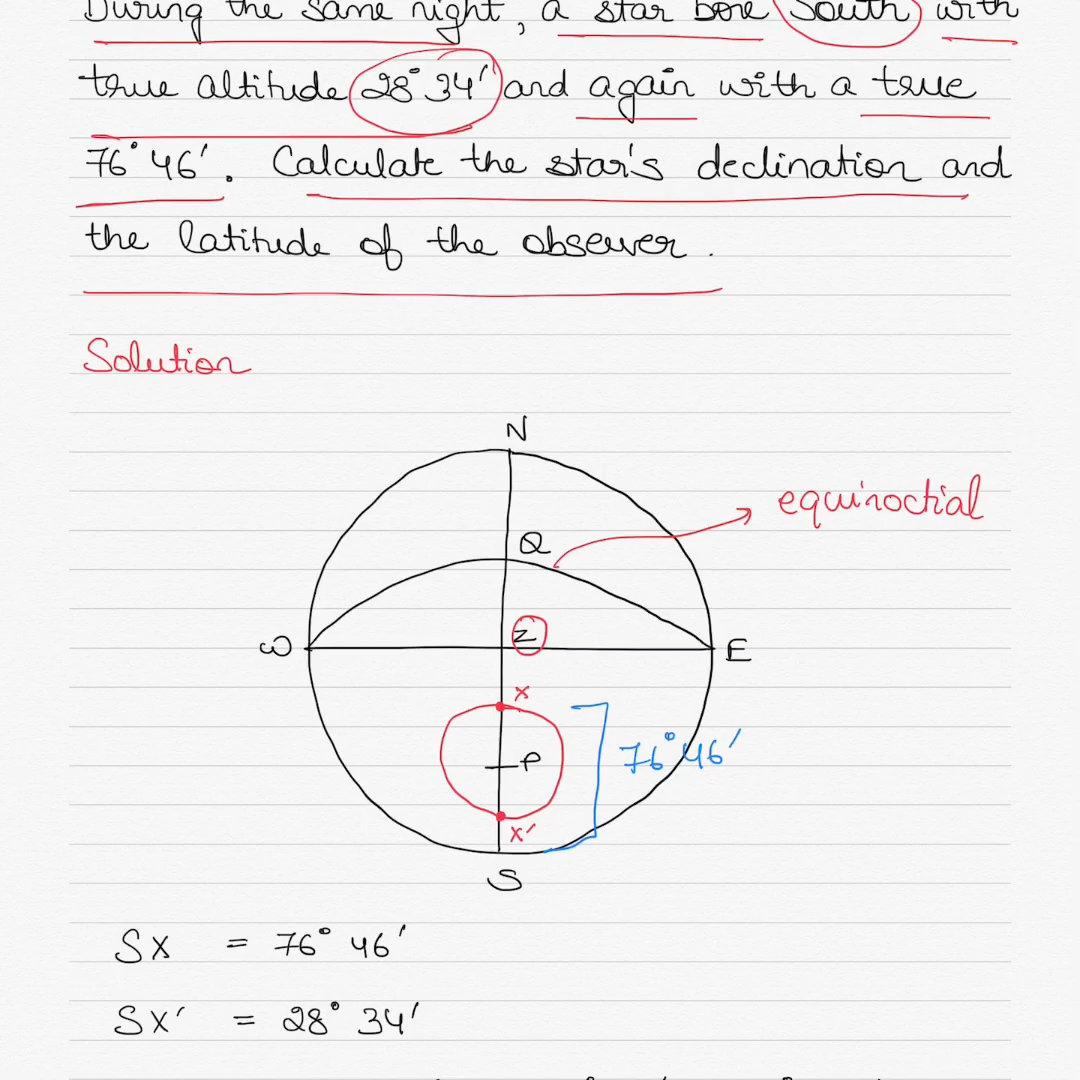 During the same night, a star bore South with
true altitude 28° 34' and again with a true
76° 46'. Calculate the star's declination and
the latitude of the observer.
Solution
N
equinoctial
Q
Z
W
E
X
76° 46'
P
X'
S
SX = 76° 46'
SX' = 28° 34'